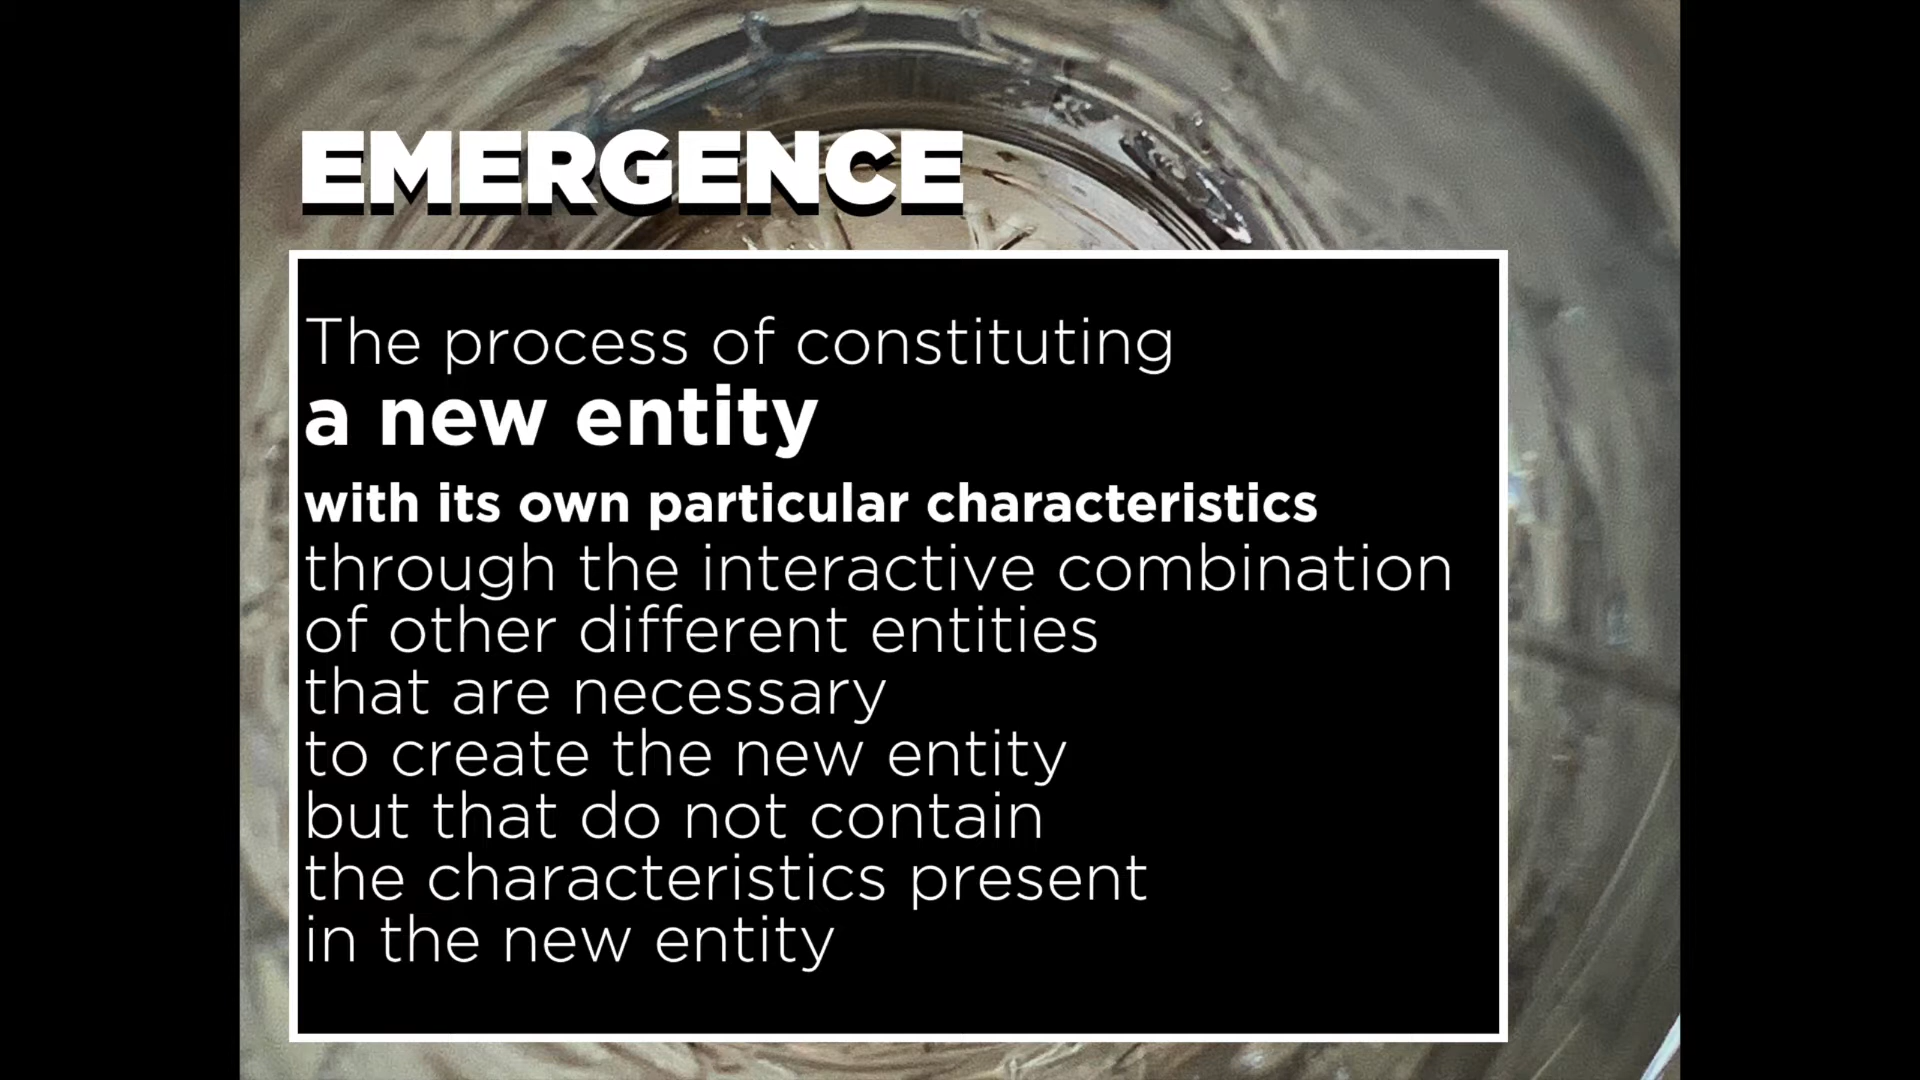 EMERGENCE
The process of constituting
a new entity
with its own particular characteristics
through the interactive combination
of other different entities
that are necessary
to create the new entity
but that do not contain
the characteristics present
in the new entity